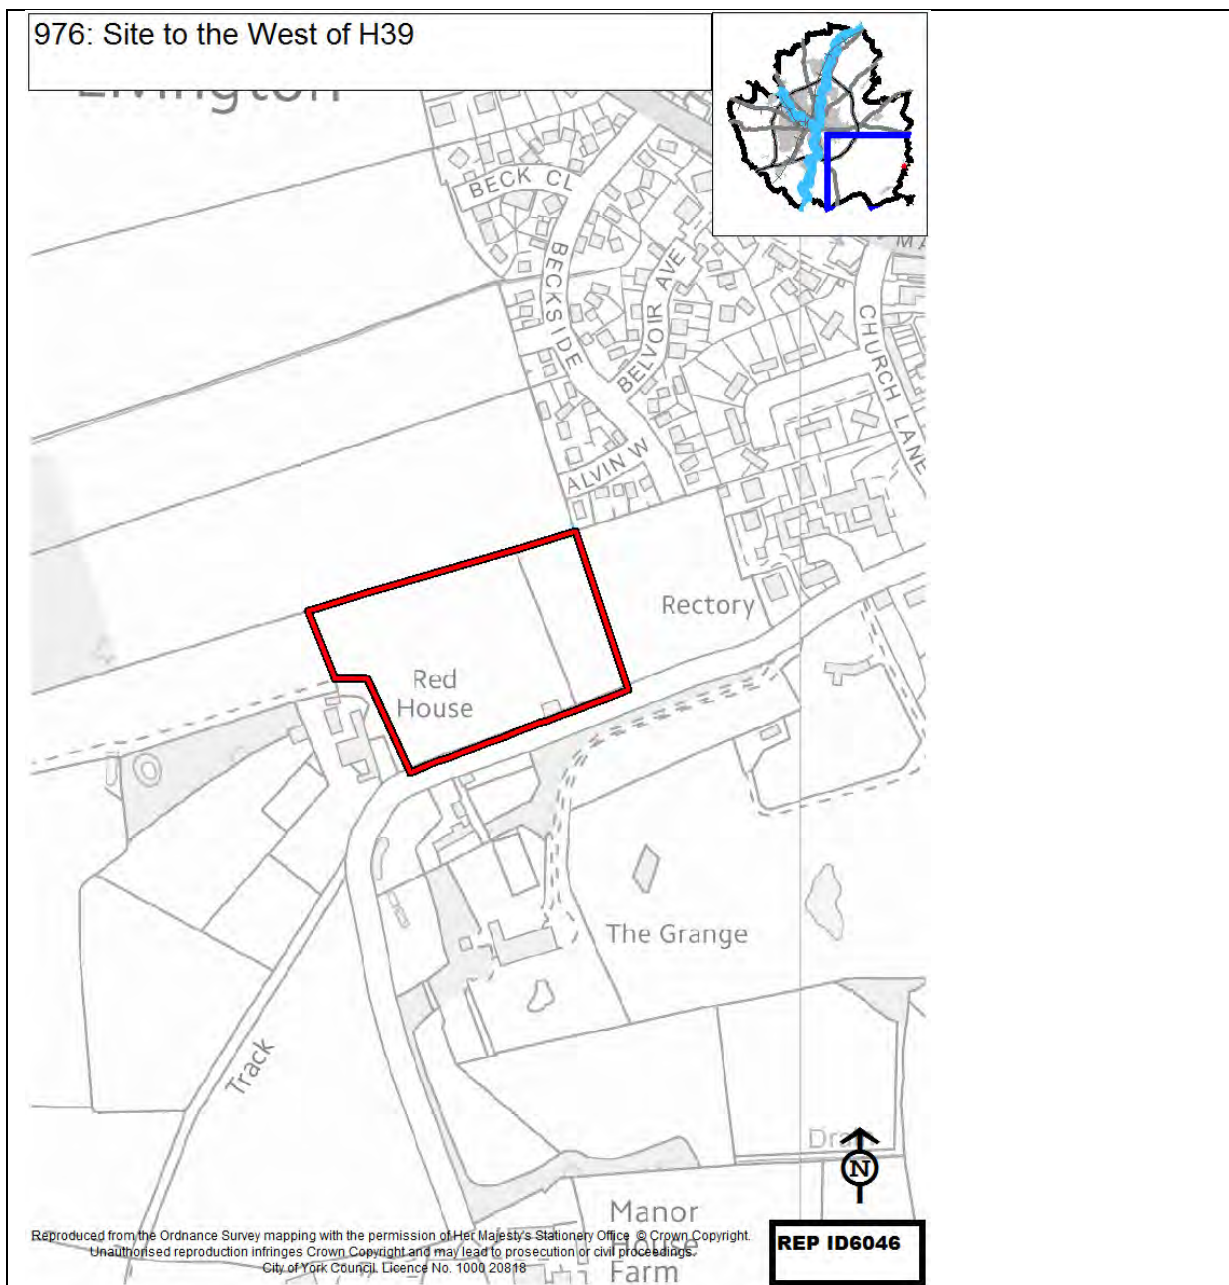 976: Site to the West of H39
Elvington
BECK CL
BECKSIDE
BELVOIR AVE
CHURCH LANE
ALVIN W
Rectory
Red
House
The Grange
Track
Drain
N
Manor
House
Farm
Reproduced from the Ordnance Survey mapping with the permission of Her Majesty's Stationery Office © Crown Copyright.
Unauthorised reproduction infringes Crown Copyright and may lead to prosecution or civil proceedings.
City of York Council. Licence No. 1000 20818
REP ID6046